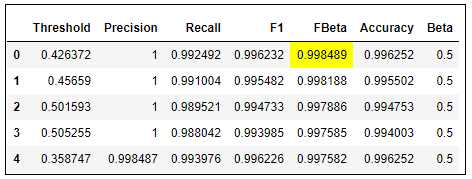 Threshold Precision Recall F1 FBeta Accuracy Beta
0 0.426372 1 0.992492 0.996232 0.998489 0.996252 0.5
1 0.45659 1 0.991004 0.995482 0.998188 0.995502 0.5
2 0.501593 1 0.989521 0.994733 0.997886 0.994753 0.5
3 0.505255 1 0.988042 0.993985 0.997585 0.994003 0.5
4 0.358747 0.998487 0.993976 0.996226 0.997582 0.996252 0.5